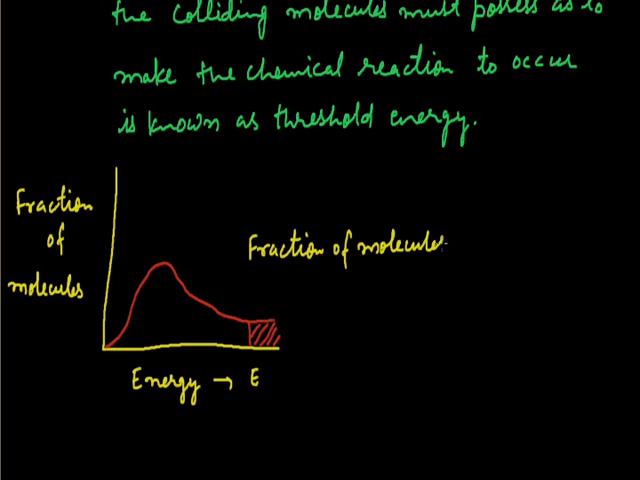 the colliding molecules must possess as to
make the chemical reaction to occur
is known as threshold energy.
Fraction
of
molecules
Fraction of molecules
Energy → E